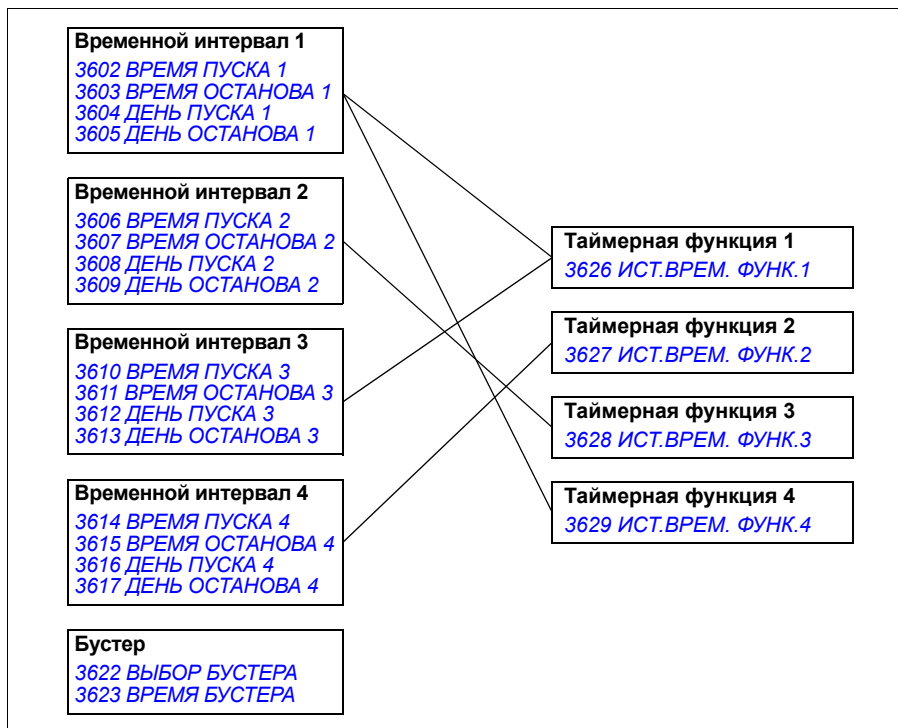 Временной интервал 1
3602 ВРЕМЯ ПУСКА 1
3603 ВРЕМЯ ОСТАНОВА 1
3604 ДЕНЬ ПУСКА 1
3605 ДЕНЬ ОСТАНОВА 1
Временной интервал 2
3606 ВРЕМЯ ПУСКА 2
3607 ВРЕМЯ ОСТАНОВА 2
3608 ДЕНЬ ПУСКА 2
3609 ДЕНЬ ОСТАНОВА 2
Временной интервал 3
3610 ВРЕМЯ ПУСКА 3
3611 ВРЕМЯ ОСТАНОВА 3
3612 ДЕНЬ ПУСКА 3
3613 ДЕНЬ ОСТАНОВА 3
Временной интервал 4
3614 ВРЕМЯ ПУСКА 4
3615 ВРЕМЯ ОСТАНОВА 4
3616 ДЕНЬ ПУСКА 4
3617 ДЕНЬ ОСТАНОВА 4
Бустер
3622 ВЫБОР БУСТЕРА
3623 ВРЕМЯ БУСТЕРА
Таймерная функция 1
3626 ИСТ.ВРЕМ. ФУНК.1
Таймерная функция 2
3627 ИСТ.ВРЕМ. ФУНК.2
Таймерная функция 3
3628 ИСТ.ВРЕМ. ФУНК.3
Таймерная функция 4
3629 ИСТ.ВРЕМ. ФУНК.4